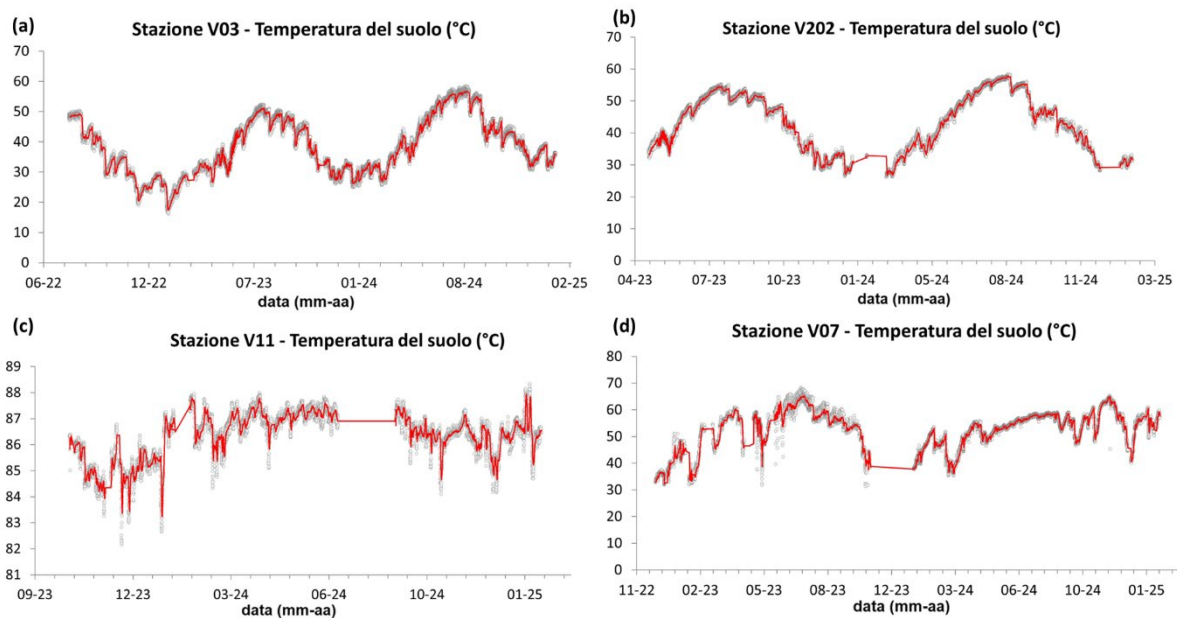 (a)
Stazione V03 - Temperatura del suolo (°C)
70
60
50
40
30
20
10
0
06-22 12-22 07-23 01-24 08-24 02-25
data (mm-aa)
(b)
Stazione V202 - Temperatura del suolo (°C)
70
60
50
40
30
20
10
0
04-23 07-23 10-23 01-24 05-24 08-24 11-24 03-25
data (mm-aa)
(c)
Stazione V11 - Temperatura del suolo (°C)
89
88
87
86
85
84
83
82
81
09-23 12-23 03-24 06-24 10-24 01-25
data (mm-aa)
(d)
Stazione V07 - Temperatura del suolo (°C)
80
70
60
50
40
30
20
10
0
11-22 02-23 05-23 08-23 12-23 03-24 06-24 10-24 01-25
data (mm-aa)